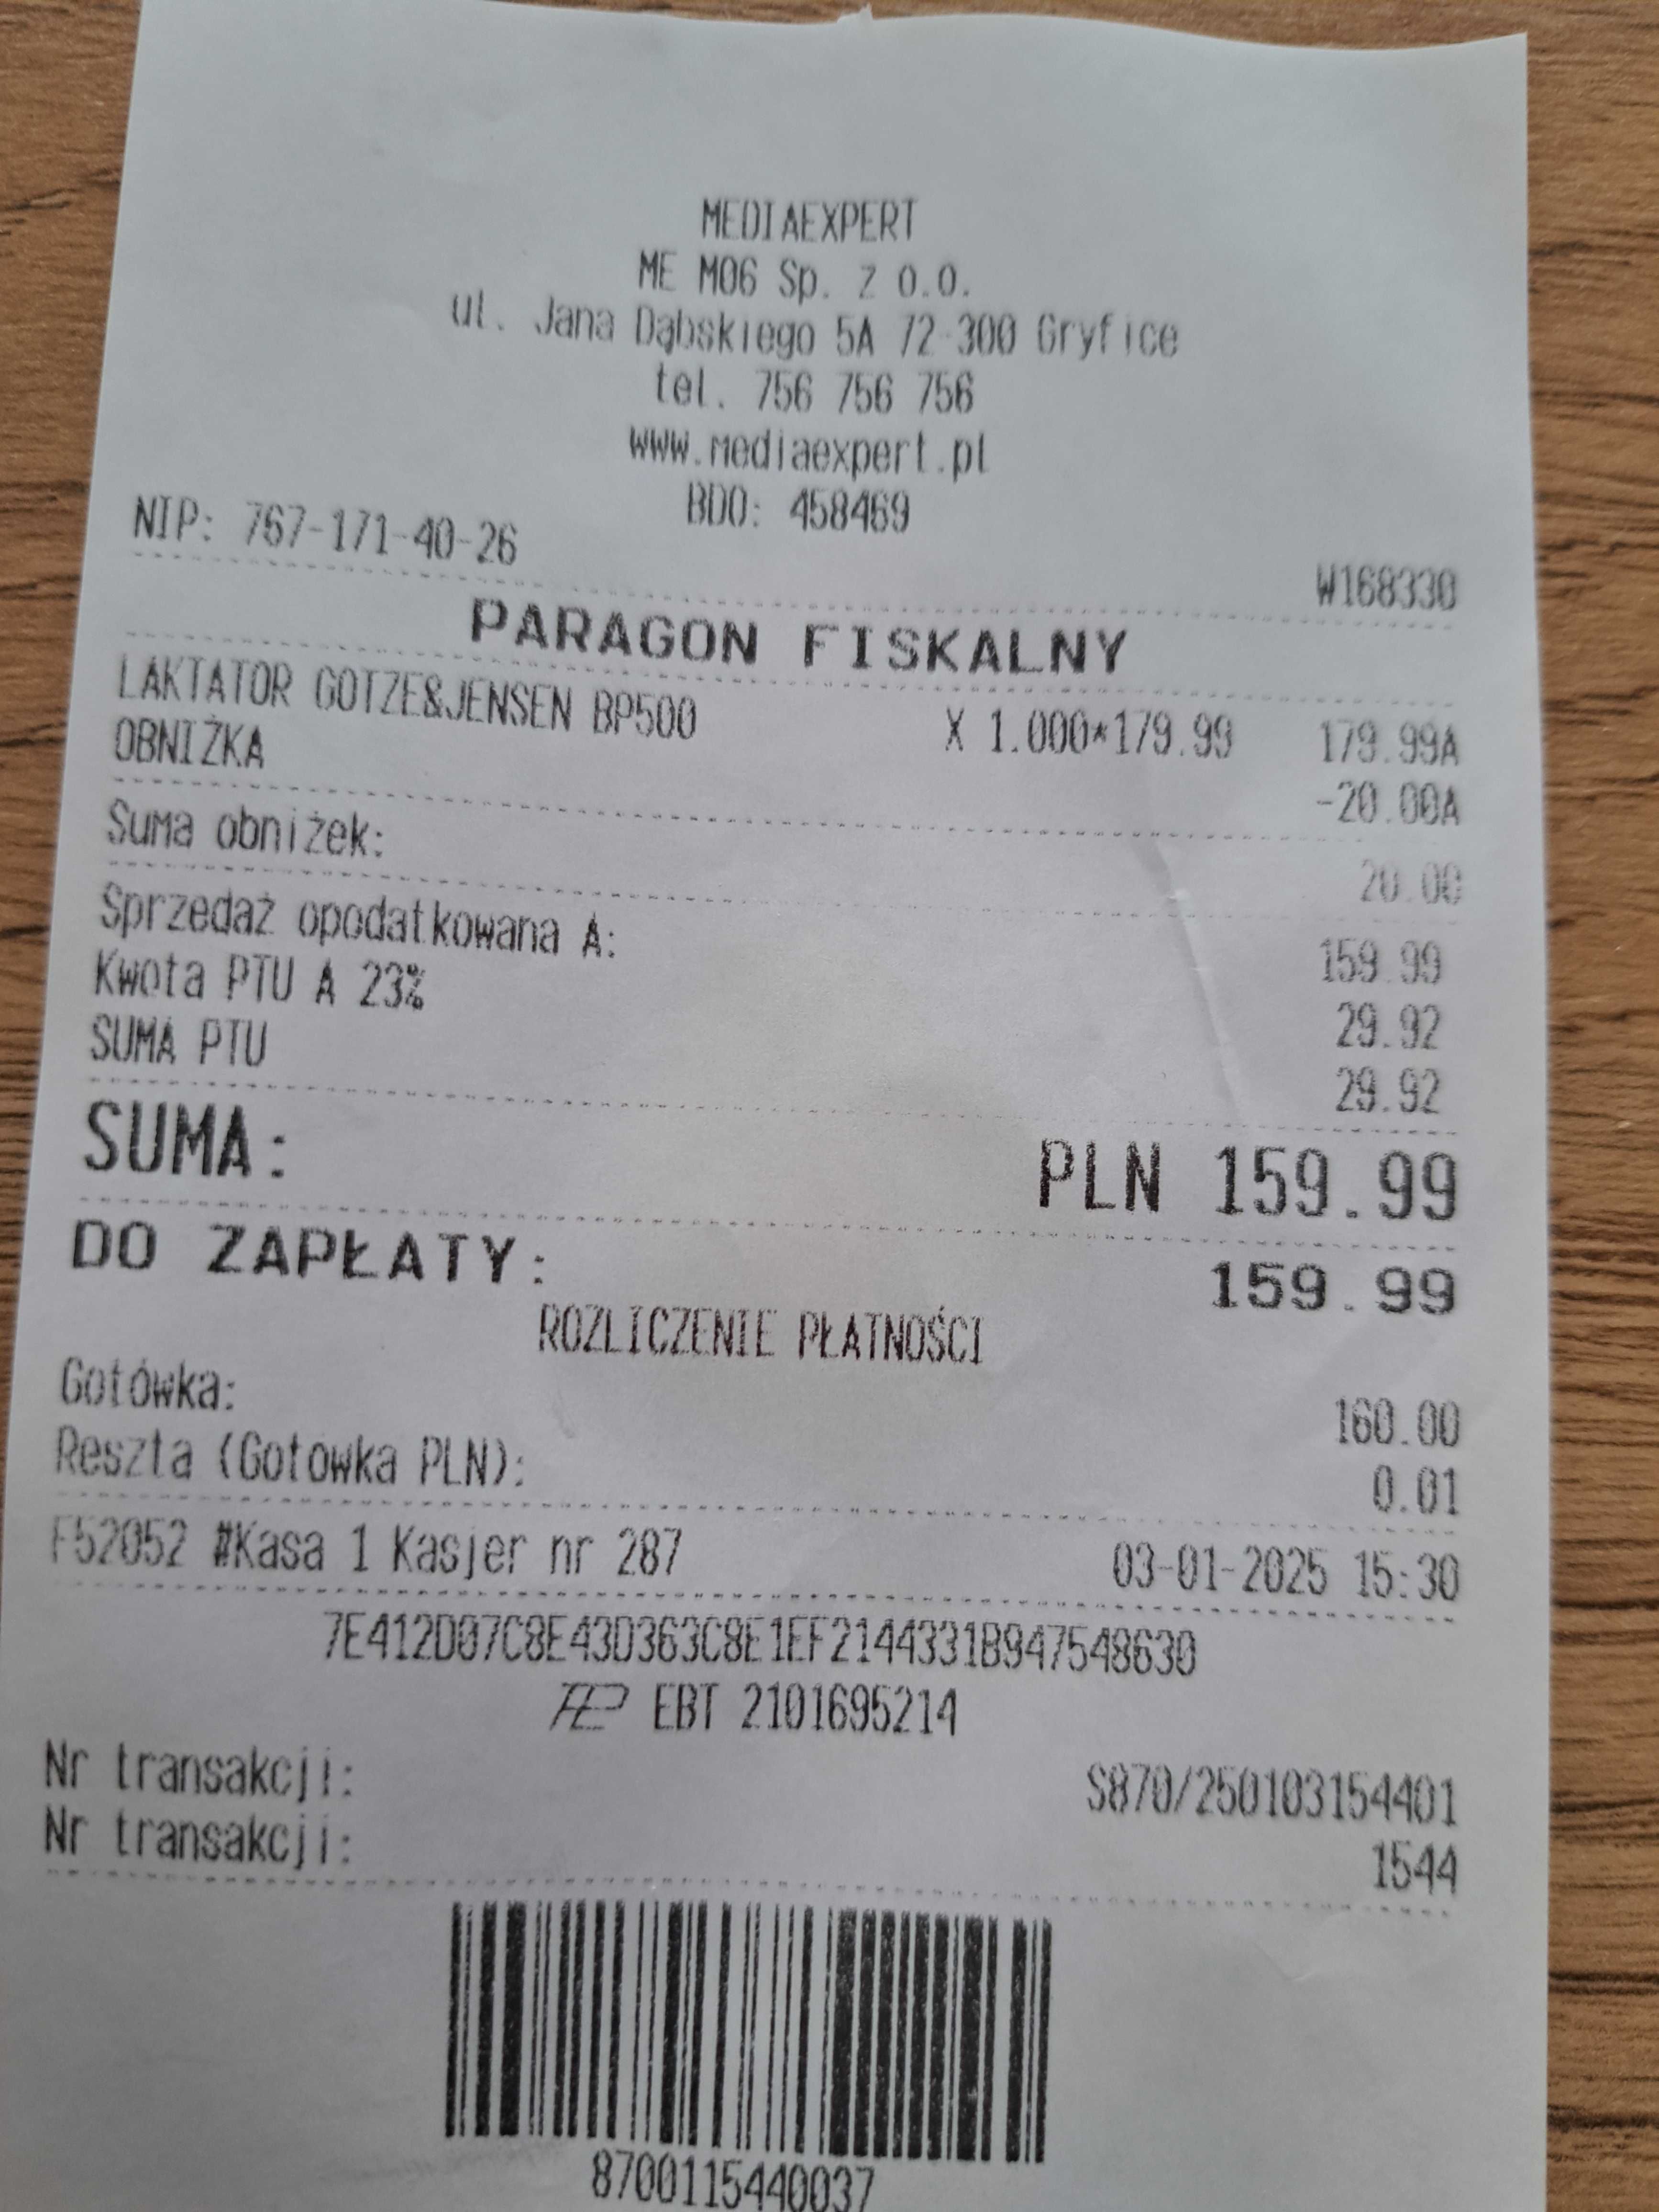 MEDIAEXPERT
ME M06 Sp. z o.o.
ul. Jana Dąbskiego 5A 72-300 Gryfice
tel. 756 756 756
www.mediaexpert.pl
BDO: 458469
NIP: 767-171-40-26 W168330
PARAGON FISKALNY
LAKTATOR GOTZE&JENSEN BP500 X 1.000*179.99 179.99A
OBNIŻKA -20.00A
Suma obniżek: 20.00
Sprzedaż opodatkowana A: 159.99
Kwota PTU A 23% 29.92
SUMA PTU 29.92
SUMA: PLN 159.99
DO ZAPŁATY: 159.99
ROZLICZENIE PŁATNOŚCI
Gotówka: 160.00
Reszta (Gotówka PLN): 0.01
F52052 #Kasa 1 Kasjer nr 287 03-01-2025 15:30
7E412D07C8E43D363C8E1EF2144331B947548630
EBT 2101695214
Nr transakcji: S870/250103154401
Nr transakcji: 1544
8700115440037